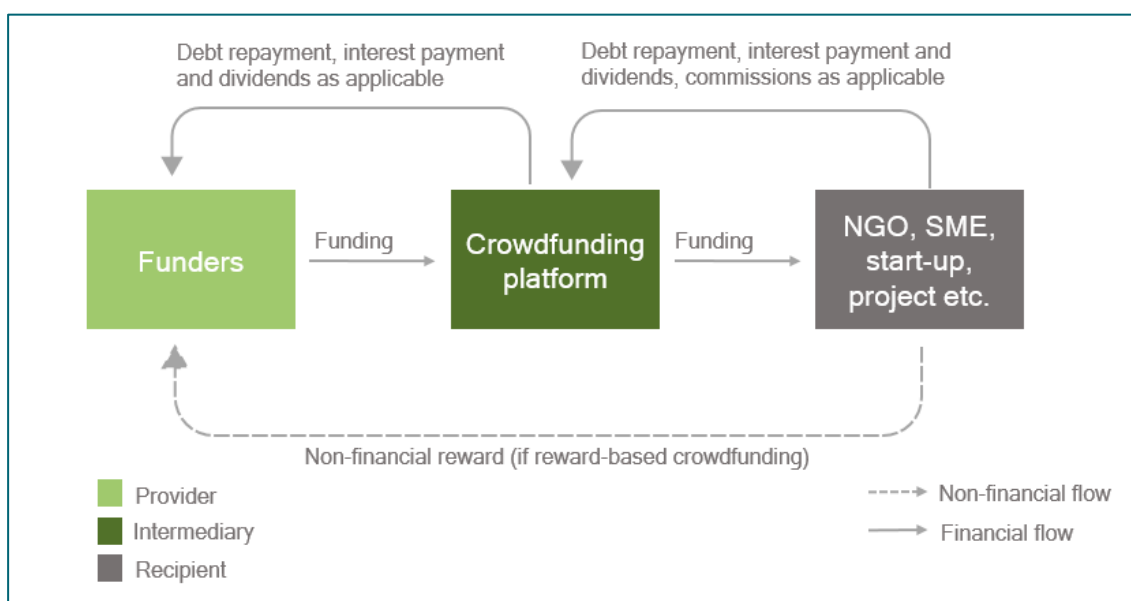 Debt repayment, interest payment
and dividends as applicable
Debt repayment, interest payment and
dividends, commissions as applicable
Funders
Funding
Crowdfunding
platform
Funding
NGO, SME,
start-up,
project etc.
Non-financial reward (if reward-based crowdfunding)
Provider
Intermediary
Recipient
Non-financial flow
Financial flow